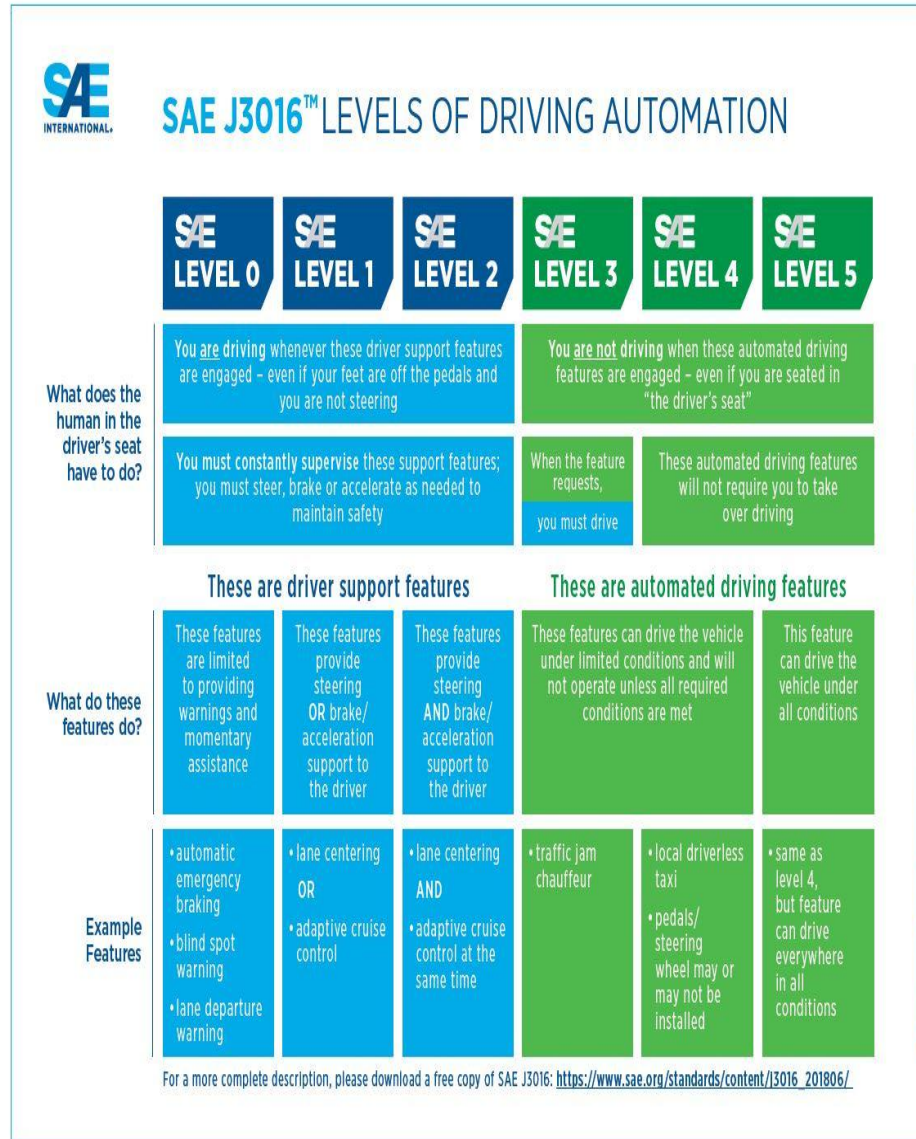 SAE
INTERNATIONAL®
SAE J3016™ LEVELS OF DRIVING AUTOMATION
SAE
LEVEL 0
SAE
LEVEL 1
SAE
LEVEL 2
SAE
LEVEL 3
SAE
LEVEL 4
SAE
LEVEL 5
What does the
human in the
driver's seat
have to do?
You are driving whenever these driver support features
are engaged – even if your feet are off the pedals and
you are not steering
You are not driving when these automated driving
features are engaged – even if you are seated in
“the driver's seat”
You must constantly supervise these support features;
you must steer, brake or accelerate as needed to
maintain safety
When the feature
requests,
you must drive
These automated driving features
will not require you to take
over driving
These are driver support features
These are automated driving features
What do these
features do?
These features
are limited
to providing
warnings and
momentary
assistance
These features
provide
steering
OR brake/
acceleration
support to
the driver
These features
provide
steering
AND brake/
acceleration
support to
the driver
These features can drive the vehicle
under limited conditions and will
not operate unless all required
conditions are met
This feature
can drive the
vehicle under
all conditions
Example
Features
• automatic
emergency
braking
• blind spot
warning
• lane departure
warning
• lane centering
OR
• adaptive cruise
control
• lane centering
AND
• adaptive cruise
control at the
same time
• traffic jam
chauffeur
• local driverless
taxi
• pedals/
steering
wheel may or
may not be
installed
• same as
level 4,
but feature
can drive
everywhere
in all
conditions
For a more complete description, please download a free copy of SAE J3016: https://www.sae.org/standards/content/j3016_201806/